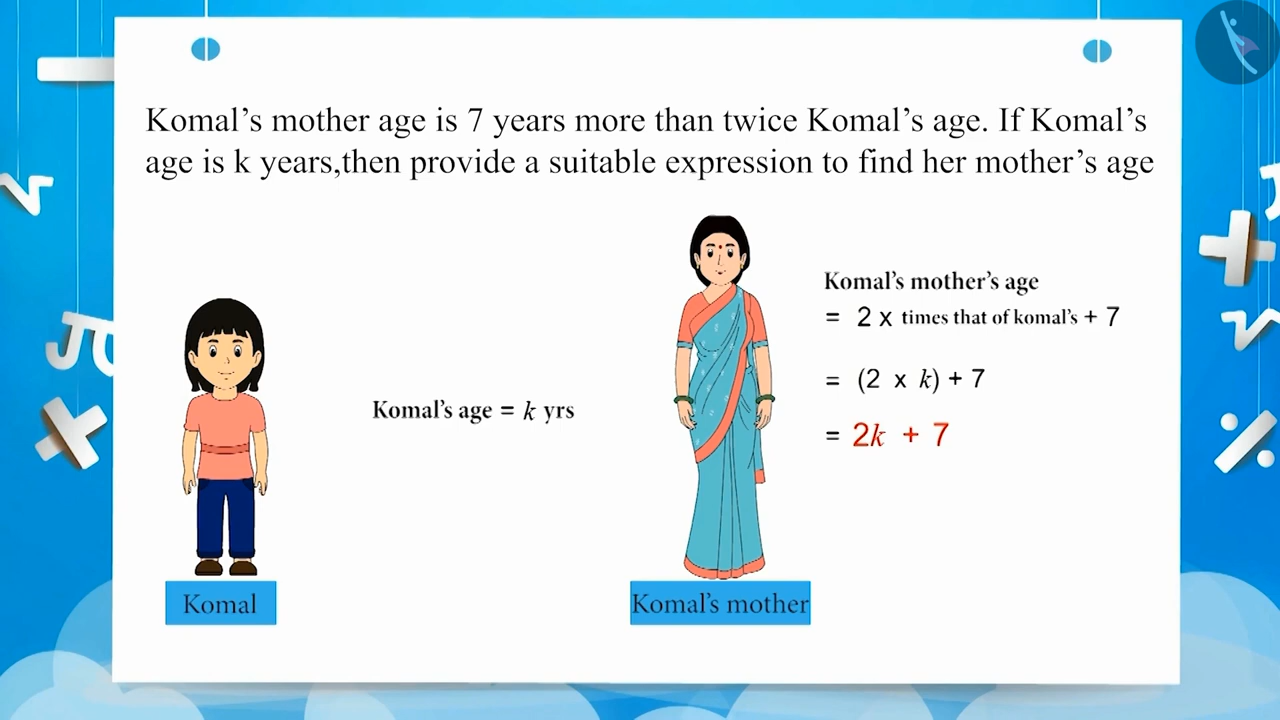 Komal’s mother age is 7 years more than twice Komal’s age. If Komal’s
age is k years,then provide a suitable expression to find her mother’s age
Komal’s mother’s age
= 2 x times that of komal’s + 7
= (2 x k) + 7
= 2k + 7
Komal’s age = k yrs
Komal
Komal’s mother